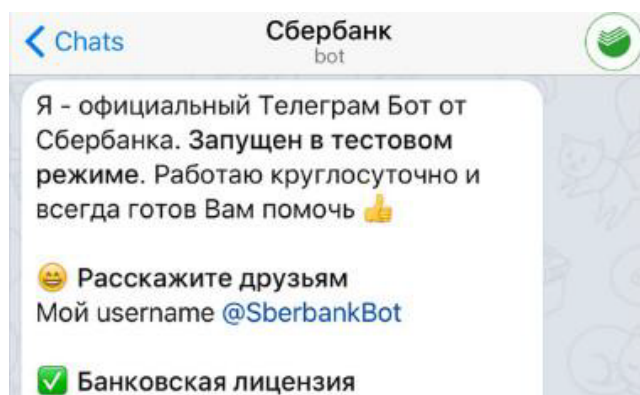 Chats
Сбербанк
bot
Я - официальный Телеграм Бот от
Сбербанка. Запущен в тестовом
режиме. Работаю круглосуточно и
всегда готов Вам помочь 👍
😄 Расскажите друзьям
Мой username @SberbankBot
✅ Банковская лицензия